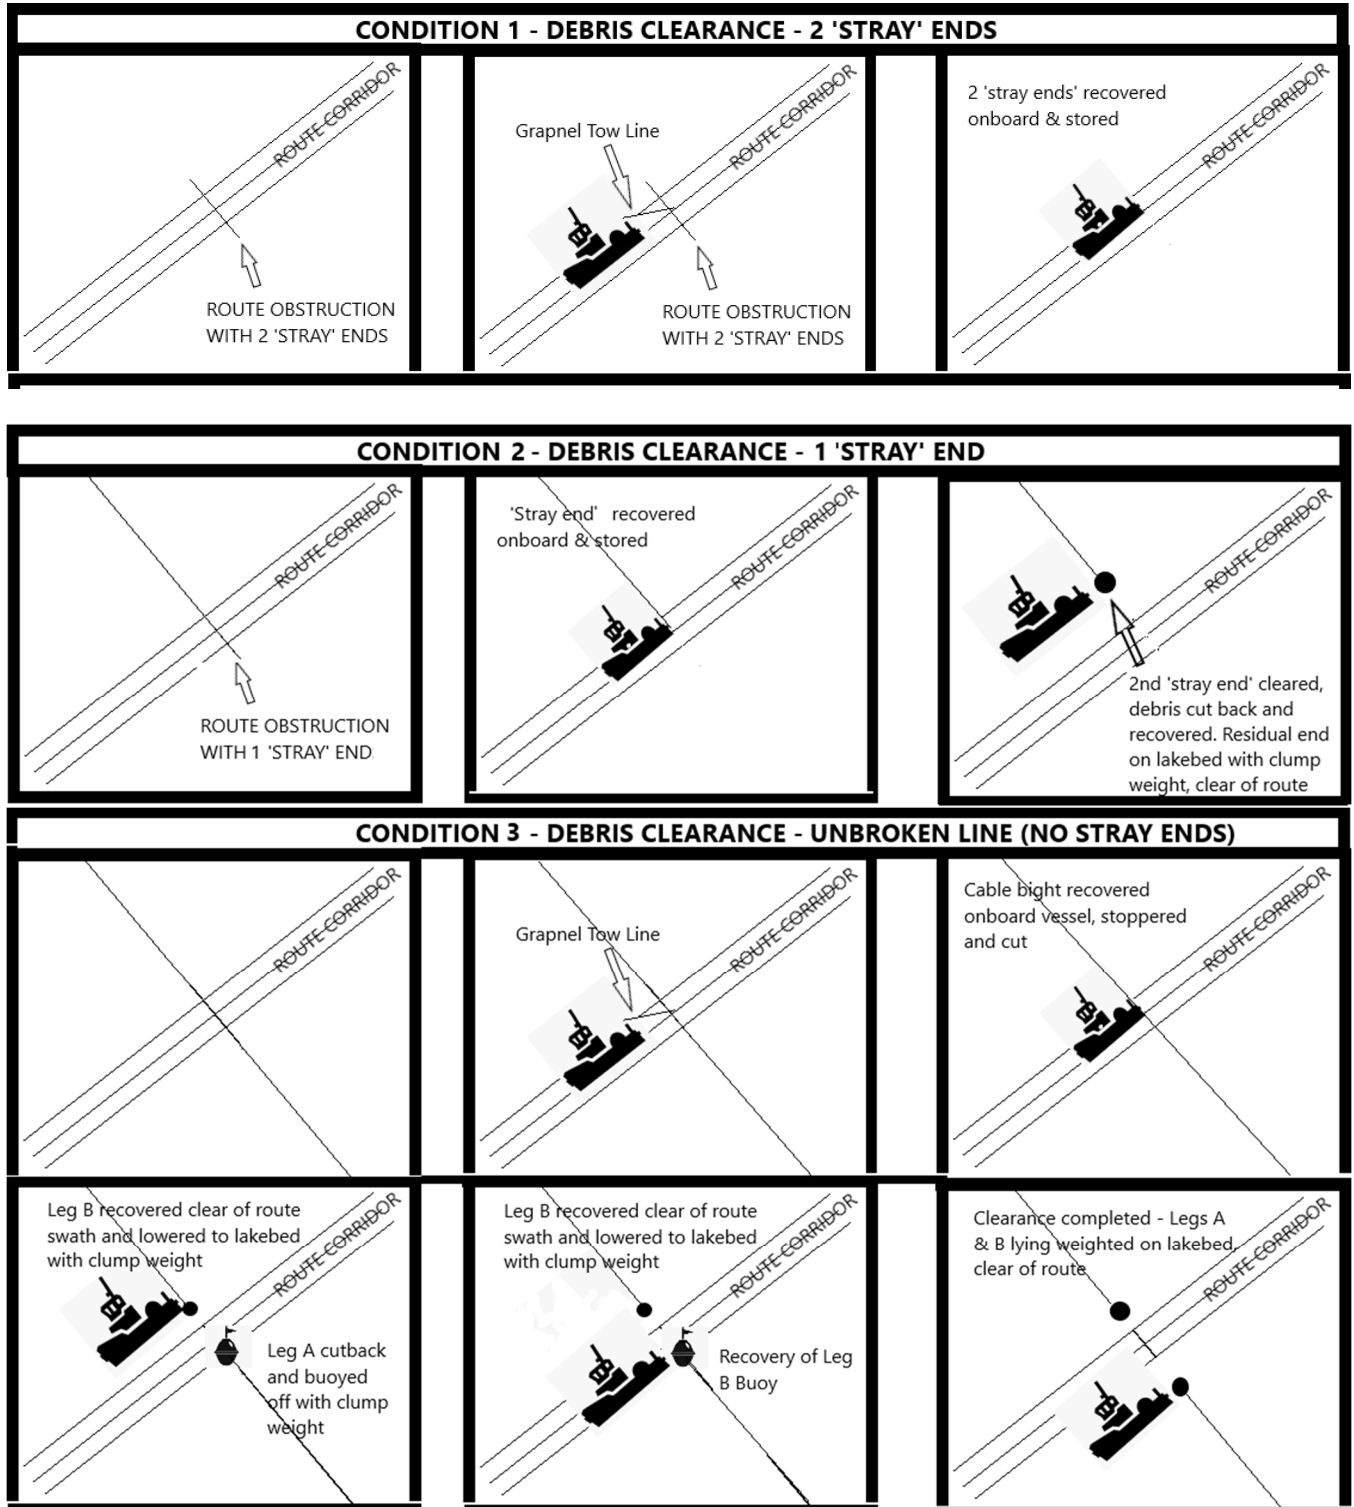 CONDITION 1 - DEBRIS CLEARANCE - 2 'STRAY' ENDS
ROUTE CORRIDOR
ROUTE OBSTRUCTION
WITH 2 'STRAY' ENDS
Grapnel Tow Line
ROUTE CORRIDOR
ROUTE OBSTRUCTION
WITH 2 'STRAY' ENDS
2 'stray ends' recovered
onboard & stored
ROUTE CORRIDOR
CONDITION 2 - DEBRIS CLEARANCE - 1 'STRAY' END
ROUTE CORRIDOR
ROUTE OBSTRUCTION
WITH 1 'STRAY' END
'Stray end' recovered
onboard & stored
ROUTE CORRIDOR
ROUTE CORRIDOR
2nd 'stray end' cleared,
debris cut back and
recovered. Residual end
on lakebed with clump
weight, clear of route
CONDITION 3 - DEBRIS CLEARANCE - UNBROKEN LINE (NO STRAY ENDS)
ROUTE CORRIDOR
Grapnel Tow Line
ROUTE CORRIDOR
Cable bight recovered
onboard vessel, stoppered
and cut
ROUTE CORRIDOR
Leg B recovered clear of route
swath and lowered to lakebed
with clump weight
ROUTE CORRIDOR
Leg A cutback
and buoyed
off with clump
weight
Leg B recovered clear of route
swath and lowered to lakebed
with clump weight
ROUTE CORRIDOR
Recovery of Leg
B Buoy
Clearance completed - Legs A
& B lying weighted on lakebed,
clear of route
ROUTE CORRIDOR